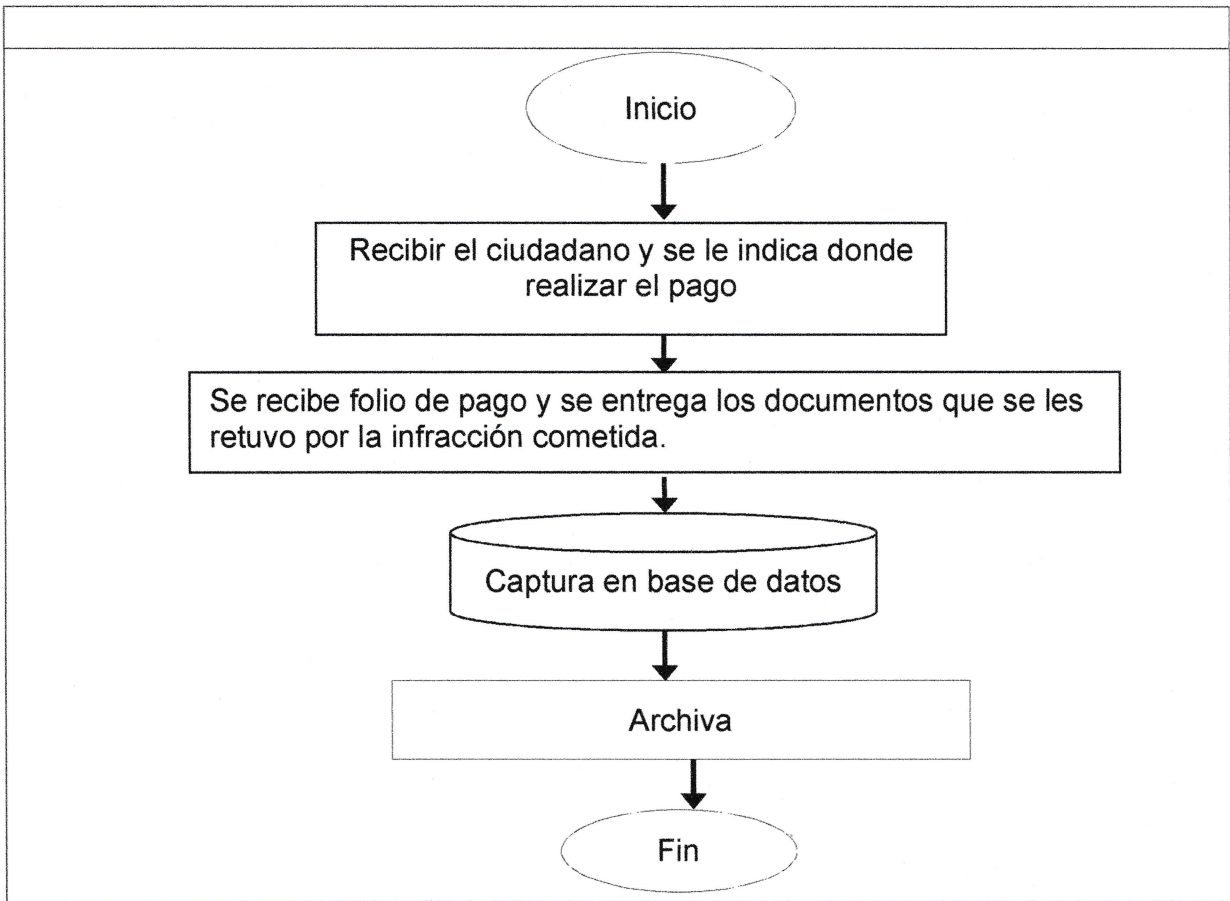 Inicio
Recibir el ciudadano y se le indica donde
realizar el pago
Se recibe folio de pago y se entrega los documentos que se les
retuvo por la infracción cometida.
Captura en base de datos
Archiva
Fin